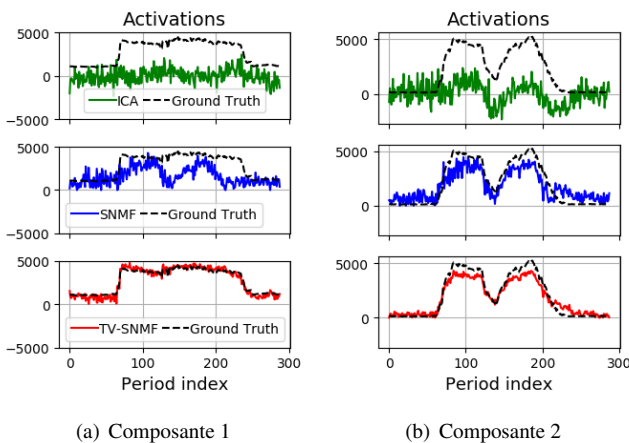 Activations
5000
0
−5000
ICA
Ground Truth
5000
0
−5000
SNMF
Ground Truth
5000
0
−5000
TV-SNMF
Ground Truth
0
100
200
300
Period index
(a) Composante 1
Activations
5000
0
5000
0
5000
0
0
100
200
300
Period index
(b) Composante 2